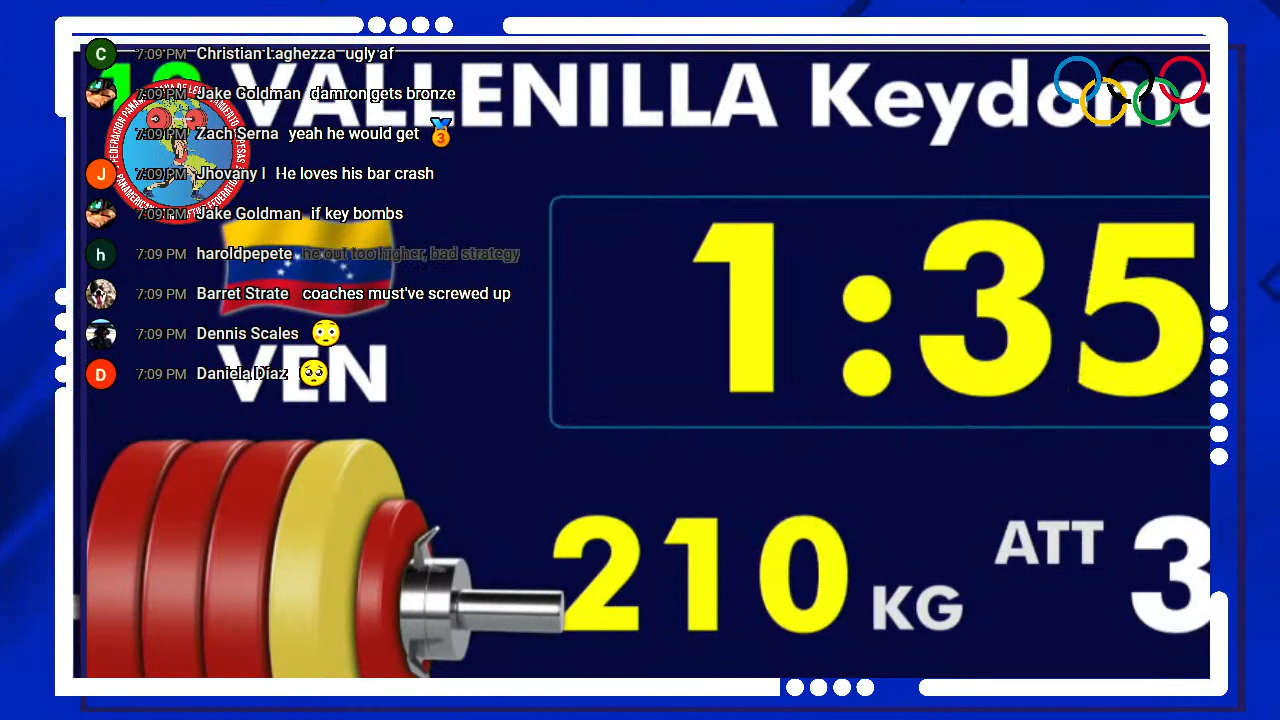 7:09 PM Christian Laghezza ugly af
VALLENILLA Keydoma
7:09 PM Jake Goldman damron gets bronze
7:09 PM Zach Serna yeah he would get 🥉
7:09 PM Jhovany I He loves his bar crash
7:09 PM Jake Goldman if key bombs
7:09 PM haroldpepete he out too higher, bad strategy
7:09 PM Barret Strate coaches must've screwed up
7:09 PM Dennis Scales 😳
7:09 PM Daniela Díaz 🥺
C
J
h
D
1:35
VEN
210 KG
ATT 3